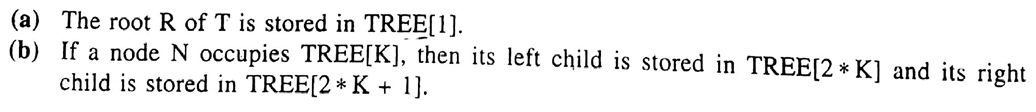 (a) The root R of T is stored in TREE[1].
(b) If a node N occupies TREE[K], then its left child is stored in TREE[2 * K] and its right
child is stored in TREE[2 * K + 1].